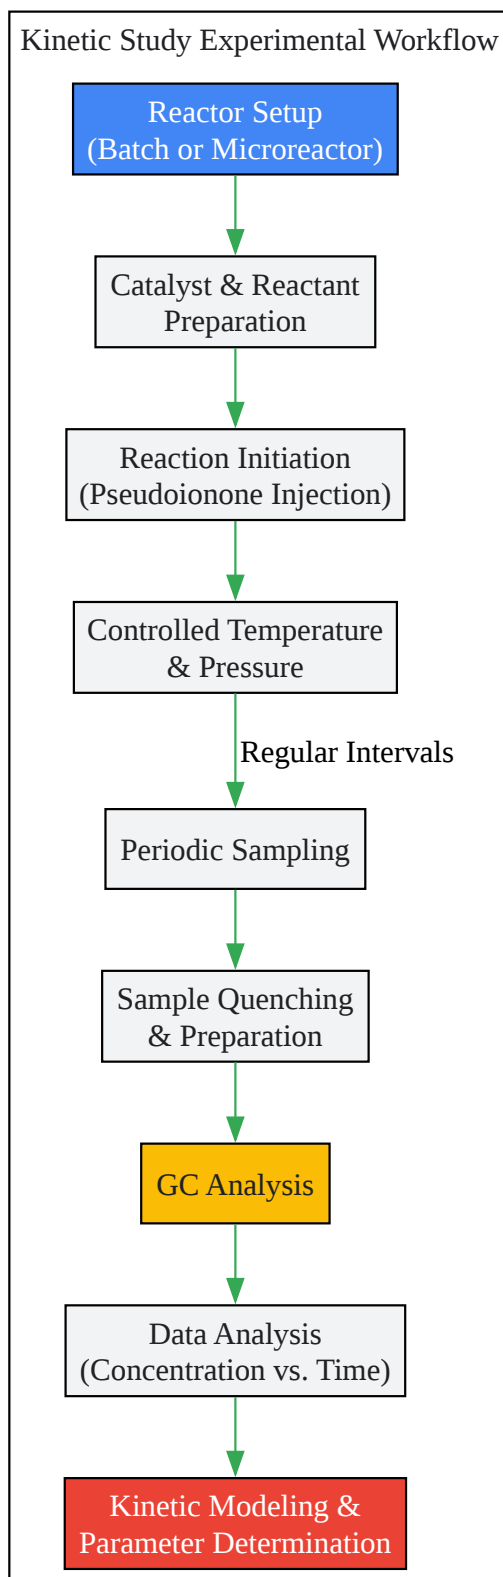 Kinetic Study Experimental Workflow
Reactor Setup
(Batch or Microreactor)
Catalyst & Reactant
Preparation
Reaction Initiation
(Pseudoionone Injection)
Controlled Temperature
& Pressure
Regular Intervals
Periodic Sampling
Sample Quenching
& Preparation
GC Analysis
Data Analysis
(Concentration vs. Time)
Kinetic Modeling &
Parameter Determination